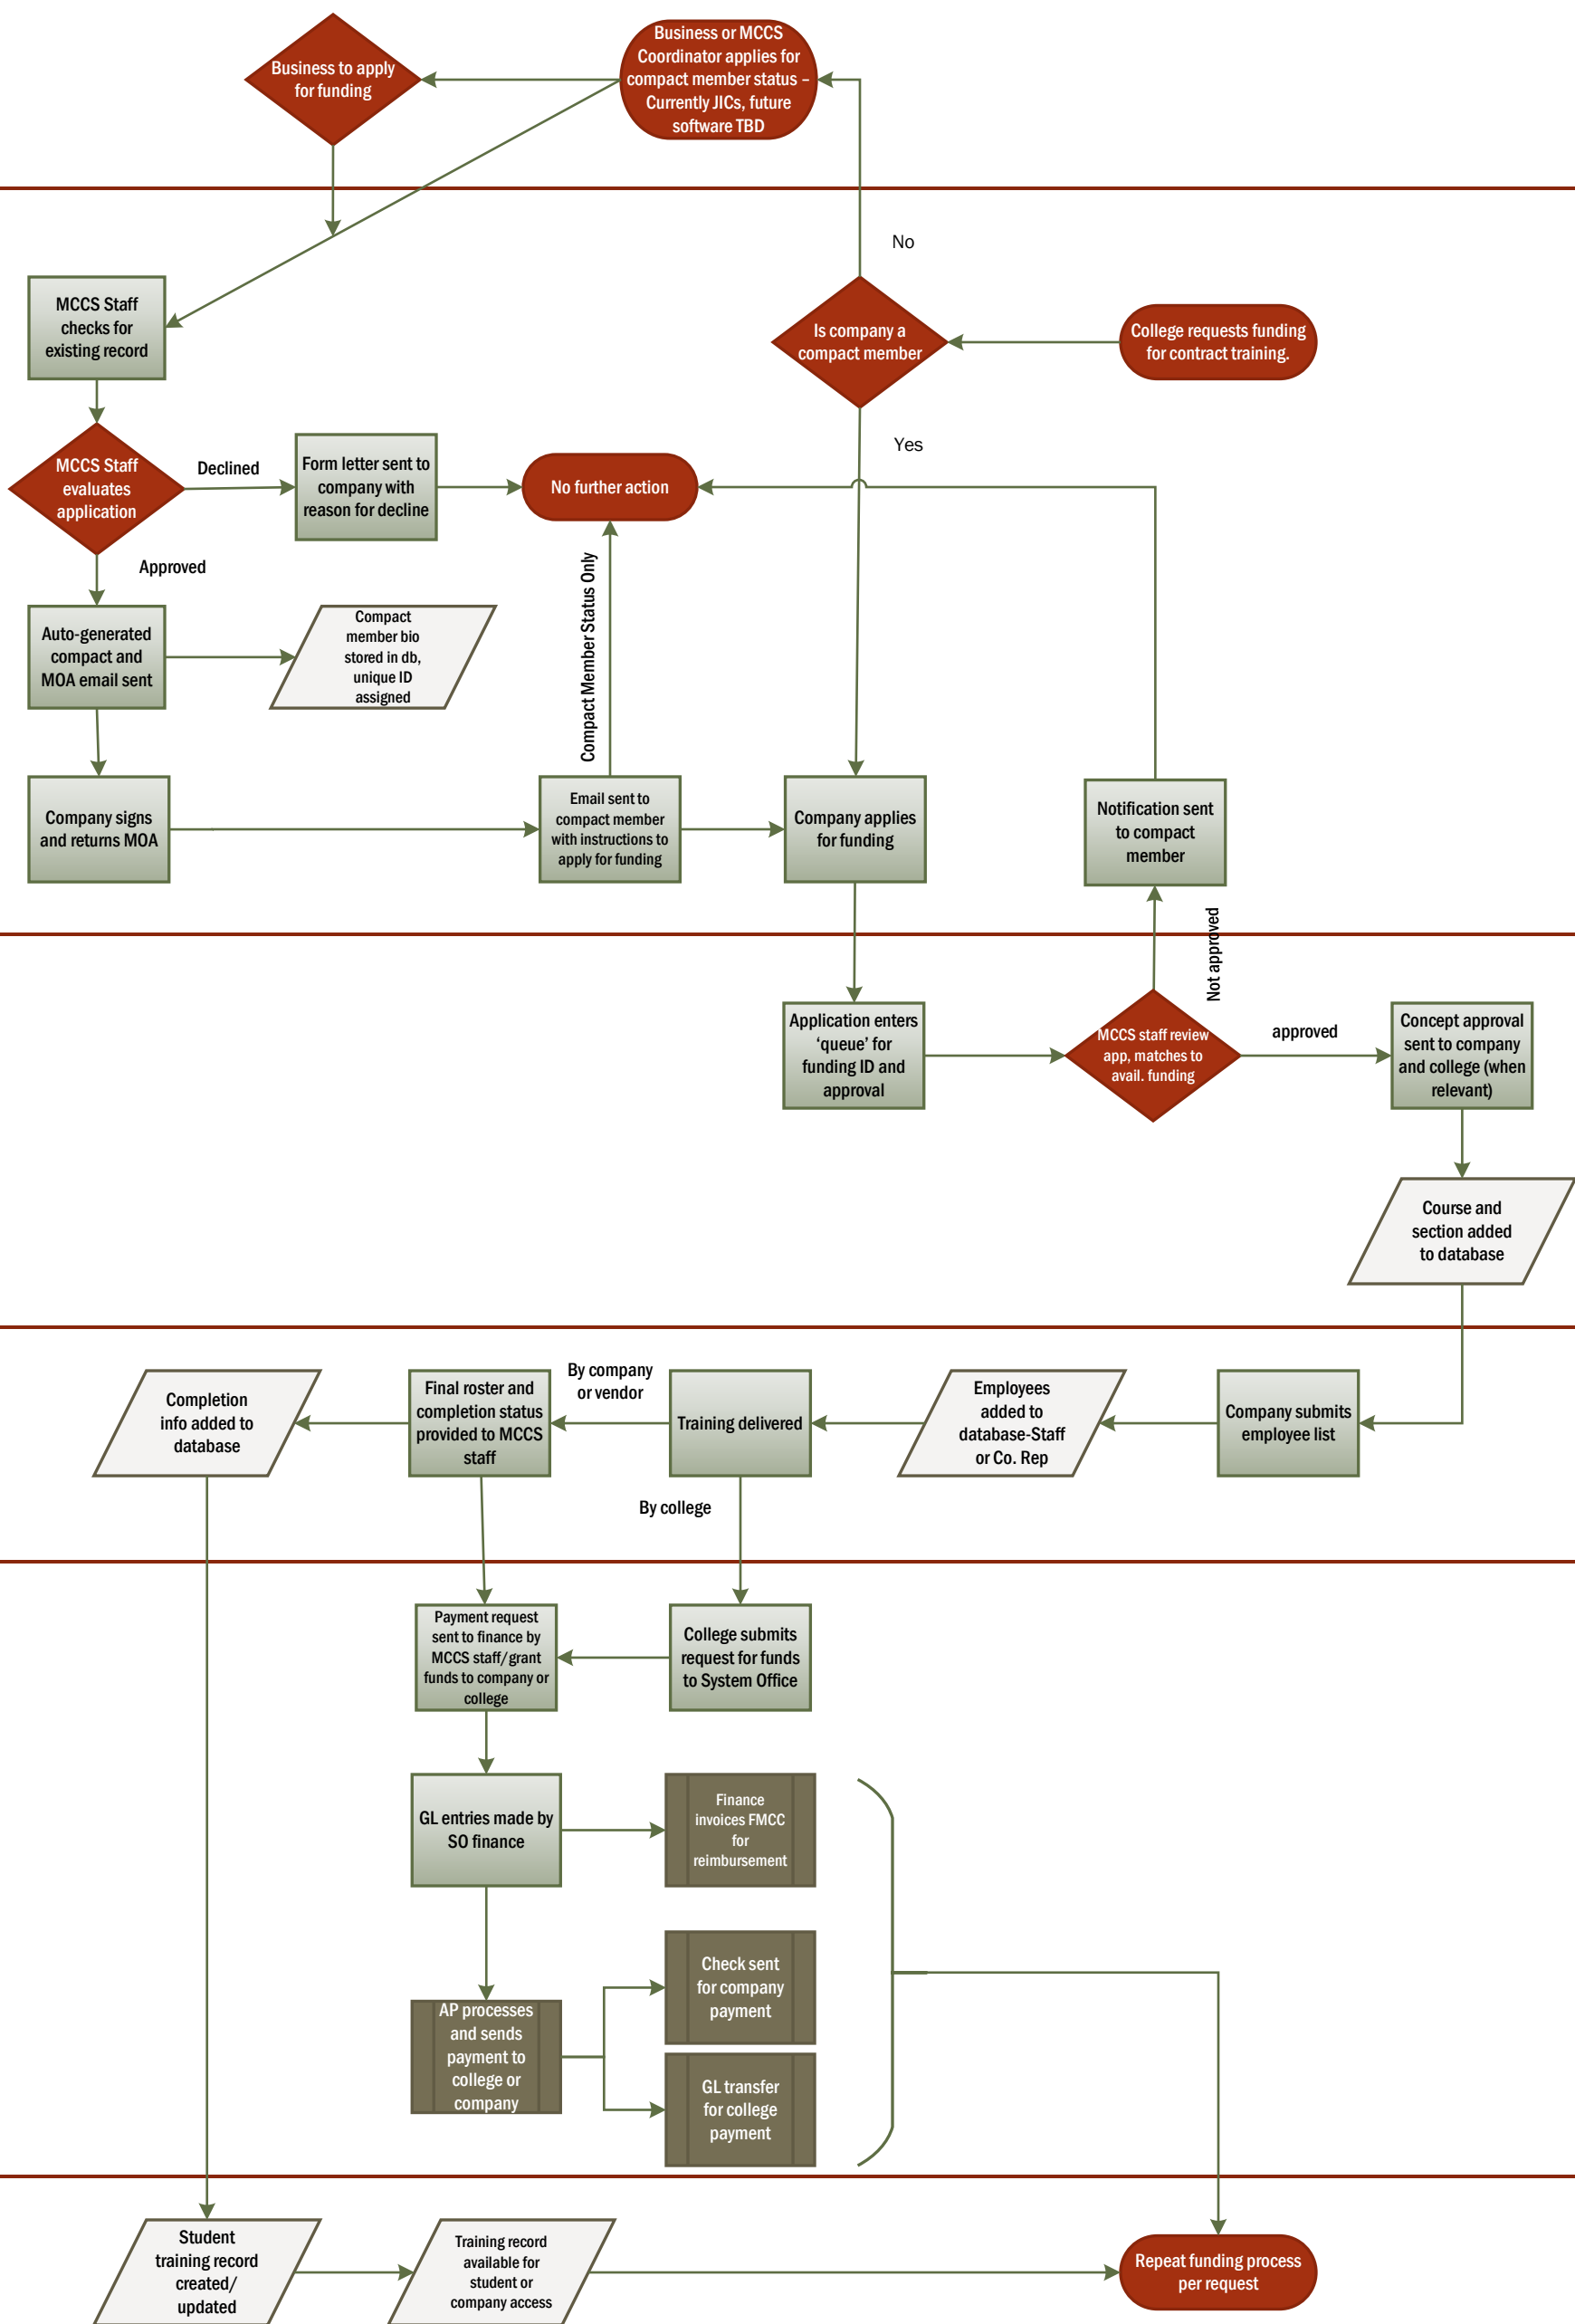 Business to apply
for funding
Business or MCCS
Coordinator applies for
compact member status –
Currently JICs, future
software TBD
No
MCCS Staff
checks for
existing record
Is company a
compact member
College requests funding
for contract training.
Yes
MCCS Staff
evaluates
application
Declined
Form letter sent to
company with
reason for decline
No further action
Approved
Auto-generated
compact and
MOA email sent
Compact
member bio
stored in db,
unique ID
assigned
Compact Member Status Only
Company signs
and returns MOA
Email sent to
compact member
with instructions to
apply for funding
Company applies
for funding
Notification sent
to compact
member
Not approved
Application enters
‘queue’ for
funding ID and
approval
MCCS staff review
app, matches to
avail. funding
approved
Concept approval
sent to company
and college (when
relevant)
Course and
section added
to database
Completion
info added to
database
Final roster and
completion status
provided to MCCS
staff
By company
or vendor
Training delivered
Employees
added to
database-Staff
or Co. Rep
Company submits
employee list
By college
Payment request
sent to finance by
MCCS staff/grant
funds to company or
college
College submits
request for funds
to System Office
GL entries made by
SO finance
Finance
invoices FMCC
for
reimbursement
Check sent
for company
payment
AP processes
and sends
payment to
college or
company
GL transfer
for college
payment
Student
training record
created/
updated
Training record
available for
student or
company access
Repeat funding process
per request